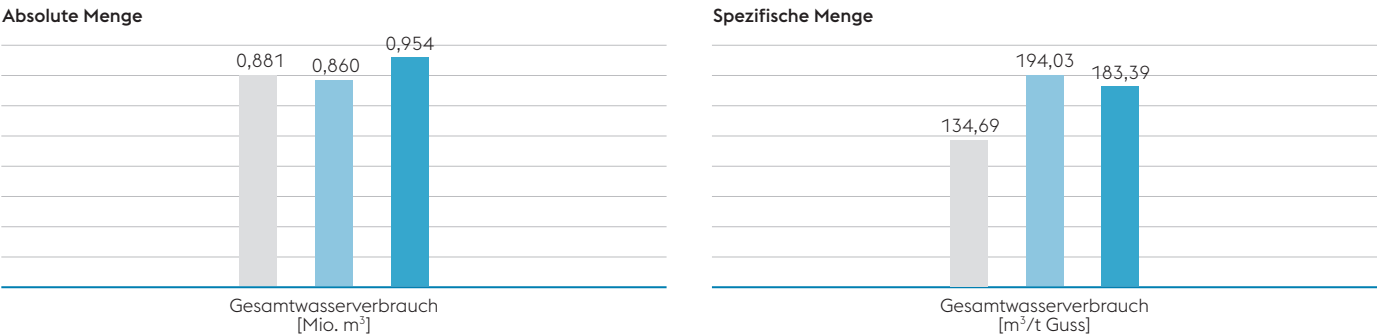 Absolute Menge
0,881
0,860
0,954
Gesamtwasserverbrauch
[Mio. m³]
Spezifische Menge
134,69
194,03
183,39
Gesamtwasserverbrauch
[m³/t Guss]